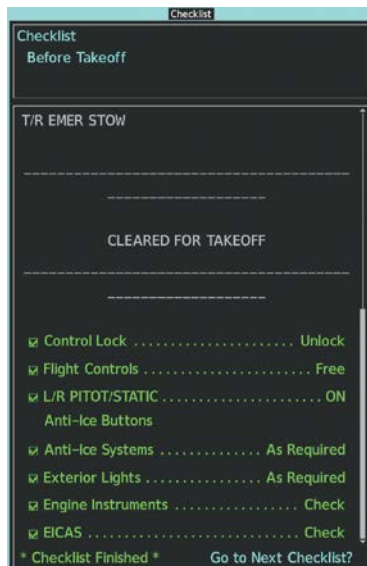 Checklist
Checklist
Before Takeoff
T/R EMER STOW
CLEARED FOR TAKEOFF
Control Lock ...................... Unlock
Flight Controls ..................... Free
L/R PITOT/STATIC ..................... ON
Anti-Ice Buttons
Anti-Ice Systems ............. As Required
Exterior Lights .............. As Required
Engine Instruments ................ Check
EICAS ............................. Check
* Checklist Finished * Go to Next Checklist?